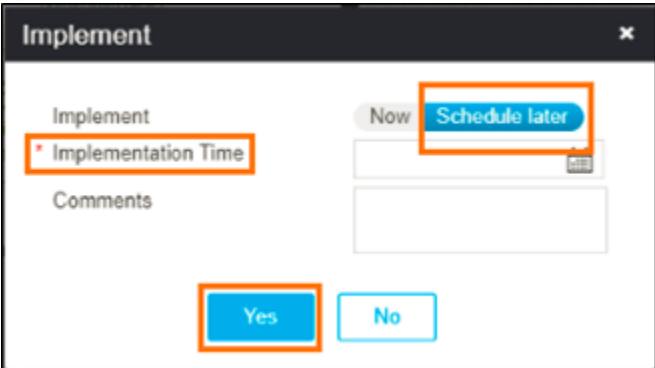 Implement
Implement Now Schedule later
* Implementation Time
Comments
Yes No